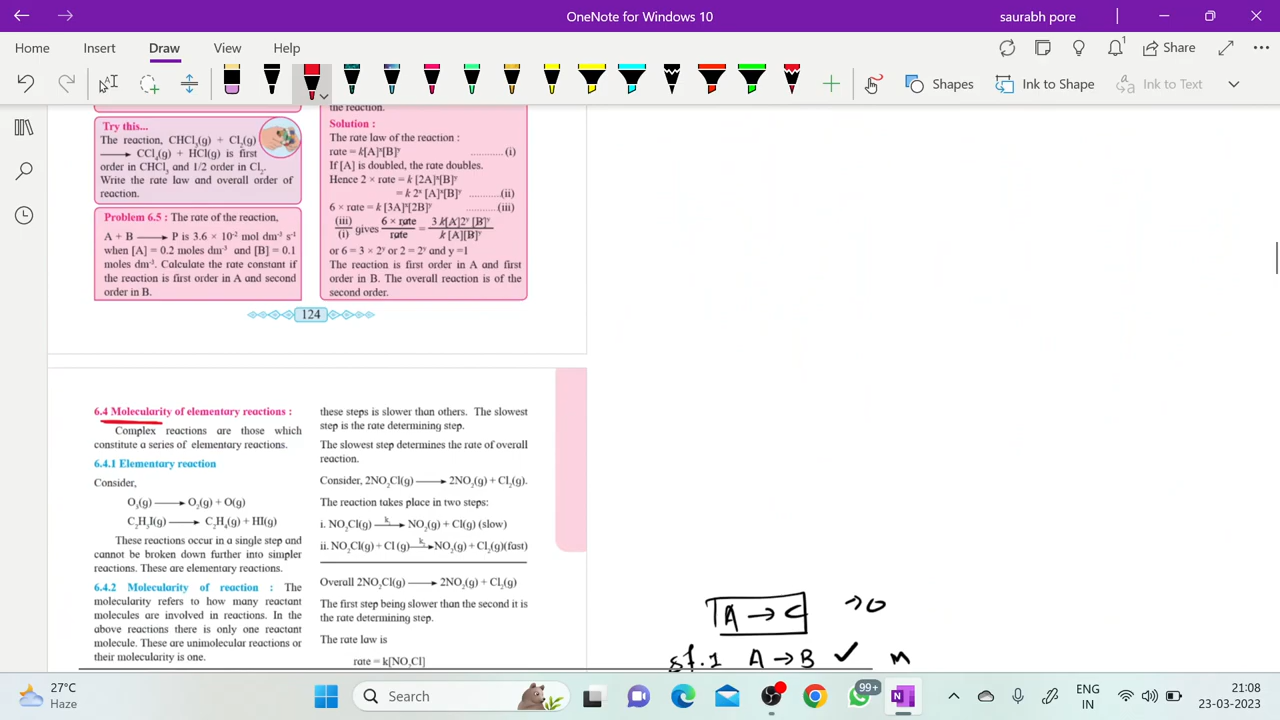 OneNote for Windows 10
saurabh pore
Home Insert Draw View Help
Share
Shapes
Ink to Shape
Ink to Text
the reaction.
Try this...
The reaction, CHCl₃(g) + Cl₂(g)
⟶ CCl₄(g) + HCl(g) is first
order in CHCl₃ and 1/2 order in Cl₂.
Write the rate law and overall order of
reaction.
Problem 6.5 : The rate of the reaction,
A + B ⟶ P is 3.6 × 10⁻² mol dm⁻³ s⁻¹
when [A] = 0.2 moles dm⁻³ and [B] = 0.1
moles dm⁻³. Calculate the rate constant if
the reaction is first order in A and second
order in B.
Solution :
The rate law of the reaction :
rate = k[A]ˣ[B]ʸ ............(i)
If [A] is doubled, the rate doubles.
Hence 2 × rate = k [2A]ˣ[B]ʸ
= k 2ˣ [A]ˣ[B]ʸ ...........(ii)
6 × rate = k[3A]ˣ[2B]ʸ ...........(iii)
(iii)/(i) gives 6 × rate/rate = 3 k[A]2ʸ [B]ʸ/k [A][B]ʸ
or 6 = 3 × 2ʸ or 2 = 2ʸ and y =1
The reaction is first order in A and first
order in B. The overall reaction is of the
second order.
124
6.4 Molecularity of elementary reactions :
Complex reactions are those which
constitute a series of elementary reactions.
6.4.1 Elementary reaction
Consider,
O₃(g) ⟶ O₂(g) + O(g)
C₂H₅I(g) ⟶ C₂H₄(g) + HI(g)
These reactions occur in a single step and
cannot be broken down further into simpler
reactions. These are elementary reactions.
6.4.2 Molecularity of reaction : The
molecularity refers to how many reactant
molecules are involved in reactions. In the
above reactions there is only one reactant
molecule. These are unimolecular reactions or
their molecularity is one.
these steps is slower than others. The slowest
step is the rate determining step.
The slowest step determines the rate of overall
reaction.
Consider, 2NO₂Cl(g) ⟶ 2NO₂(g) + Cl₂(g).
The reaction takes place in two steps:
i. NO₂Cl(g) k₁⟶ NO₂(g) + Cl(g) (slow)
ii. NO₂Cl(g) + Cl (g) k₂⟶ NO₂(g) + Cl₂(g)(fast)
Overall 2NO₂Cl(g) ⟶ 2NO₂(g) + Cl₂(g)
The first step being slower than the second it is
the rate determining step.
The rate law is
rate = k[NO₂Cl]
A → C → O
st.1 A → B ✓ m
27°C
Haze
Search
99+
ENG
IN
21:08
23-03-2023